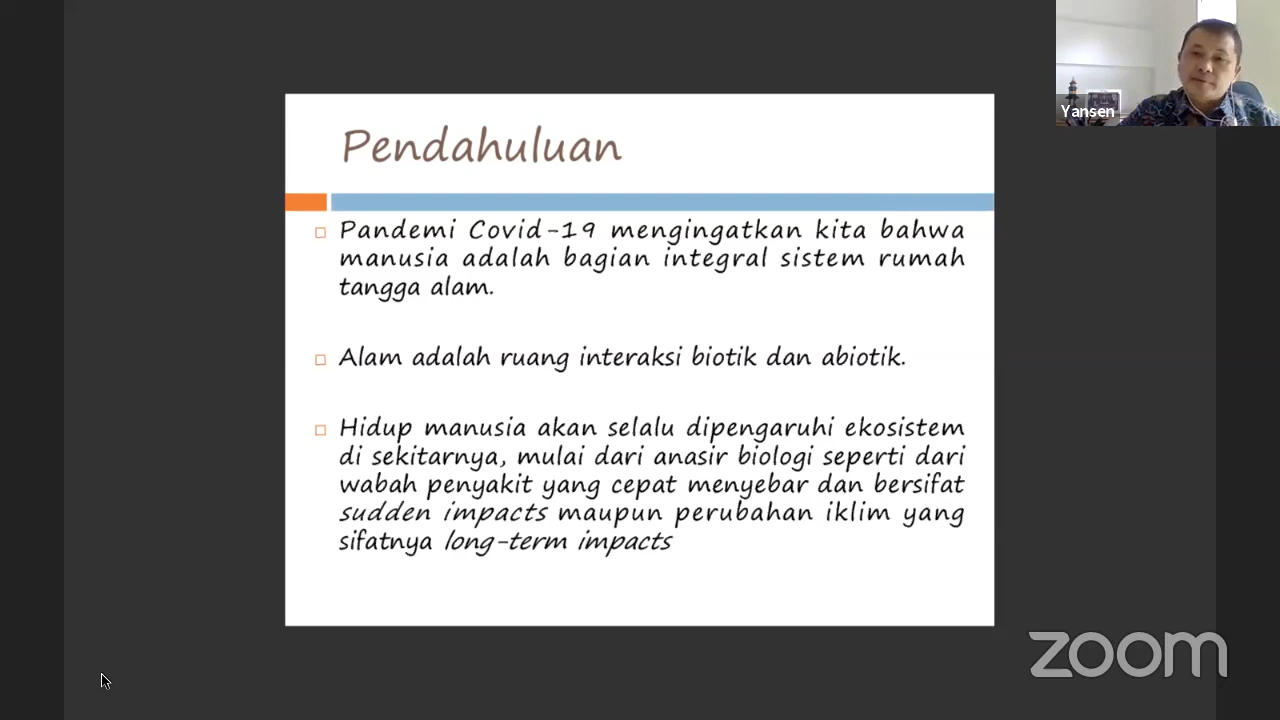 Yansen
Pendahuluan
Pandemi Covid-19 mengingatkan kita bahwa
manusia adalah bagian integral sistem rumah
tangga alam.
Alam adalah ruang interaksi biotik dan abiotik.
Hidup manusia akan selalu dipengaruhi ekosistem
di sekitarnya, mulai dari anasir biologi seperti dari
wabah penyakit yang cepat menyebar dan bersifat
sudden impacts maupun perubahan iklim yang
sifatnya long-term impacts
zoom